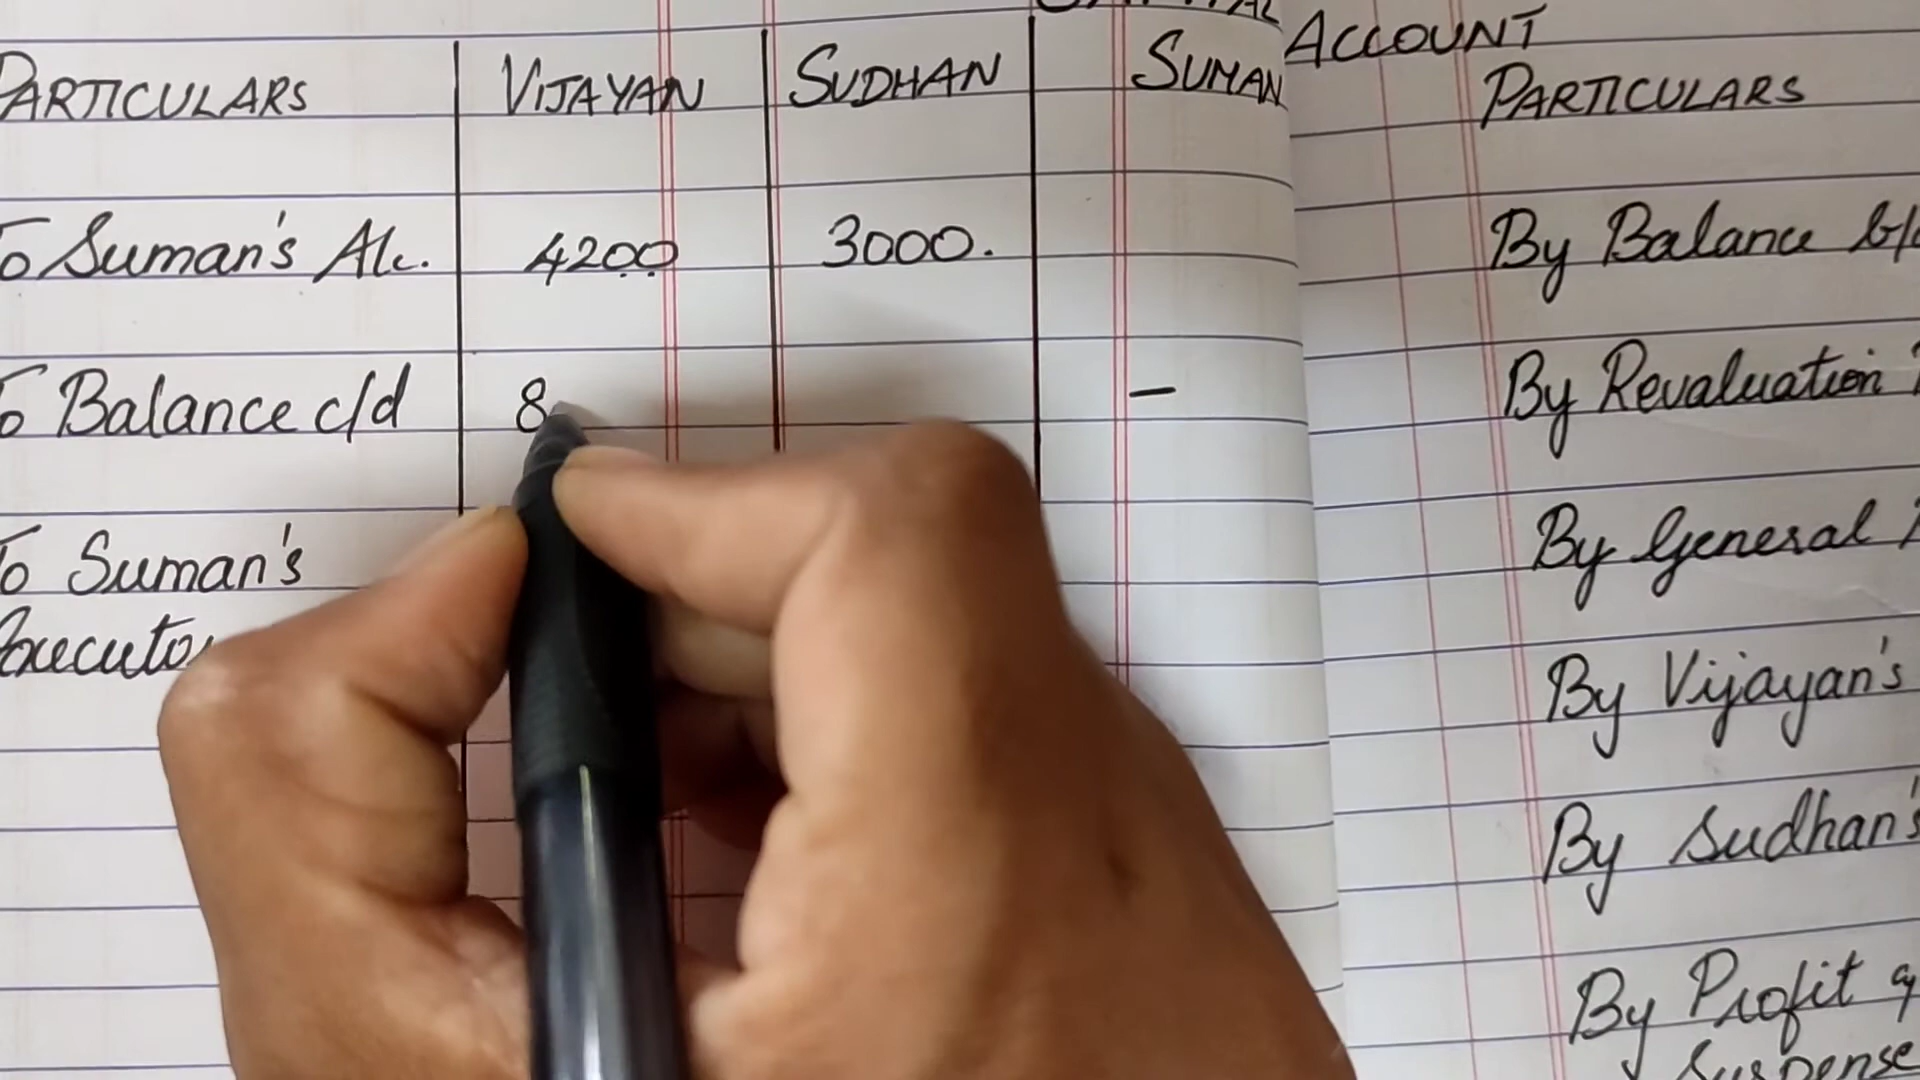 CAPITAL ACCOUNT
PARTICULARS VIJAYAN SUDHAN SUMAN
To Suman's A/c. 4200 3000.
To Balance c/d 8 –
To Suman's
PARTICULARS
By Balance
By Revaluation
By General
By Vijayan's
By Sudhan's
By Profit
Suspense